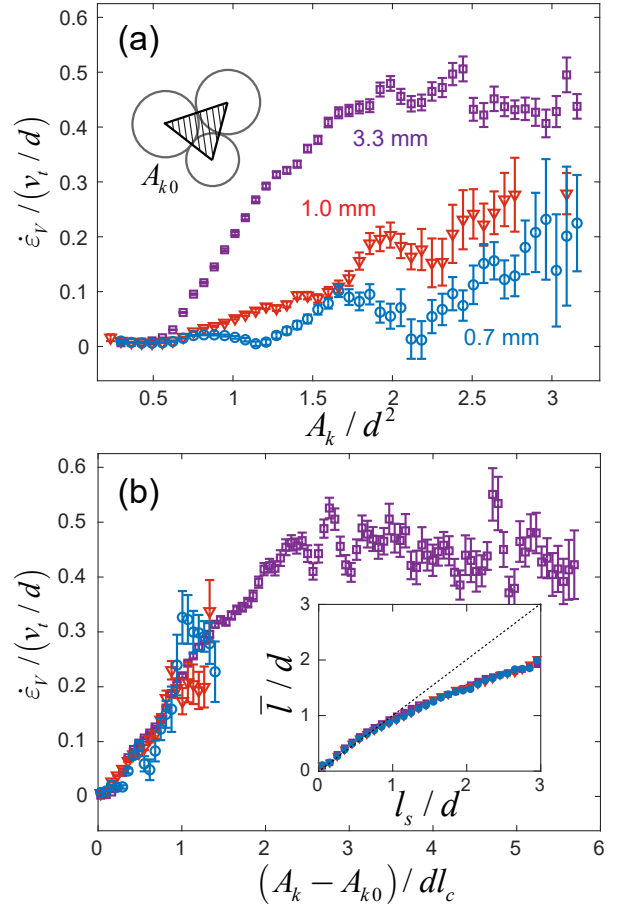 (a)
0.6
0.5
0.4
0.3
0.2
0.1
0
ε̇_V / (v_t / d)
A_{k0}
3.3 mm
1.0 mm
0.7 mm
0.5 1 1.5 2 2.5 3
A_k / d^2
(b)
0.6
0.5
0.4
0.3
0.2
0.1
0
ε̇_V / (v_t / d)
0 1 2 3 4 5 6
(A_k − A_{k0}) / dl_c
3
2
1
0
l̅ / d
0 1 2 3
l_s / d^2